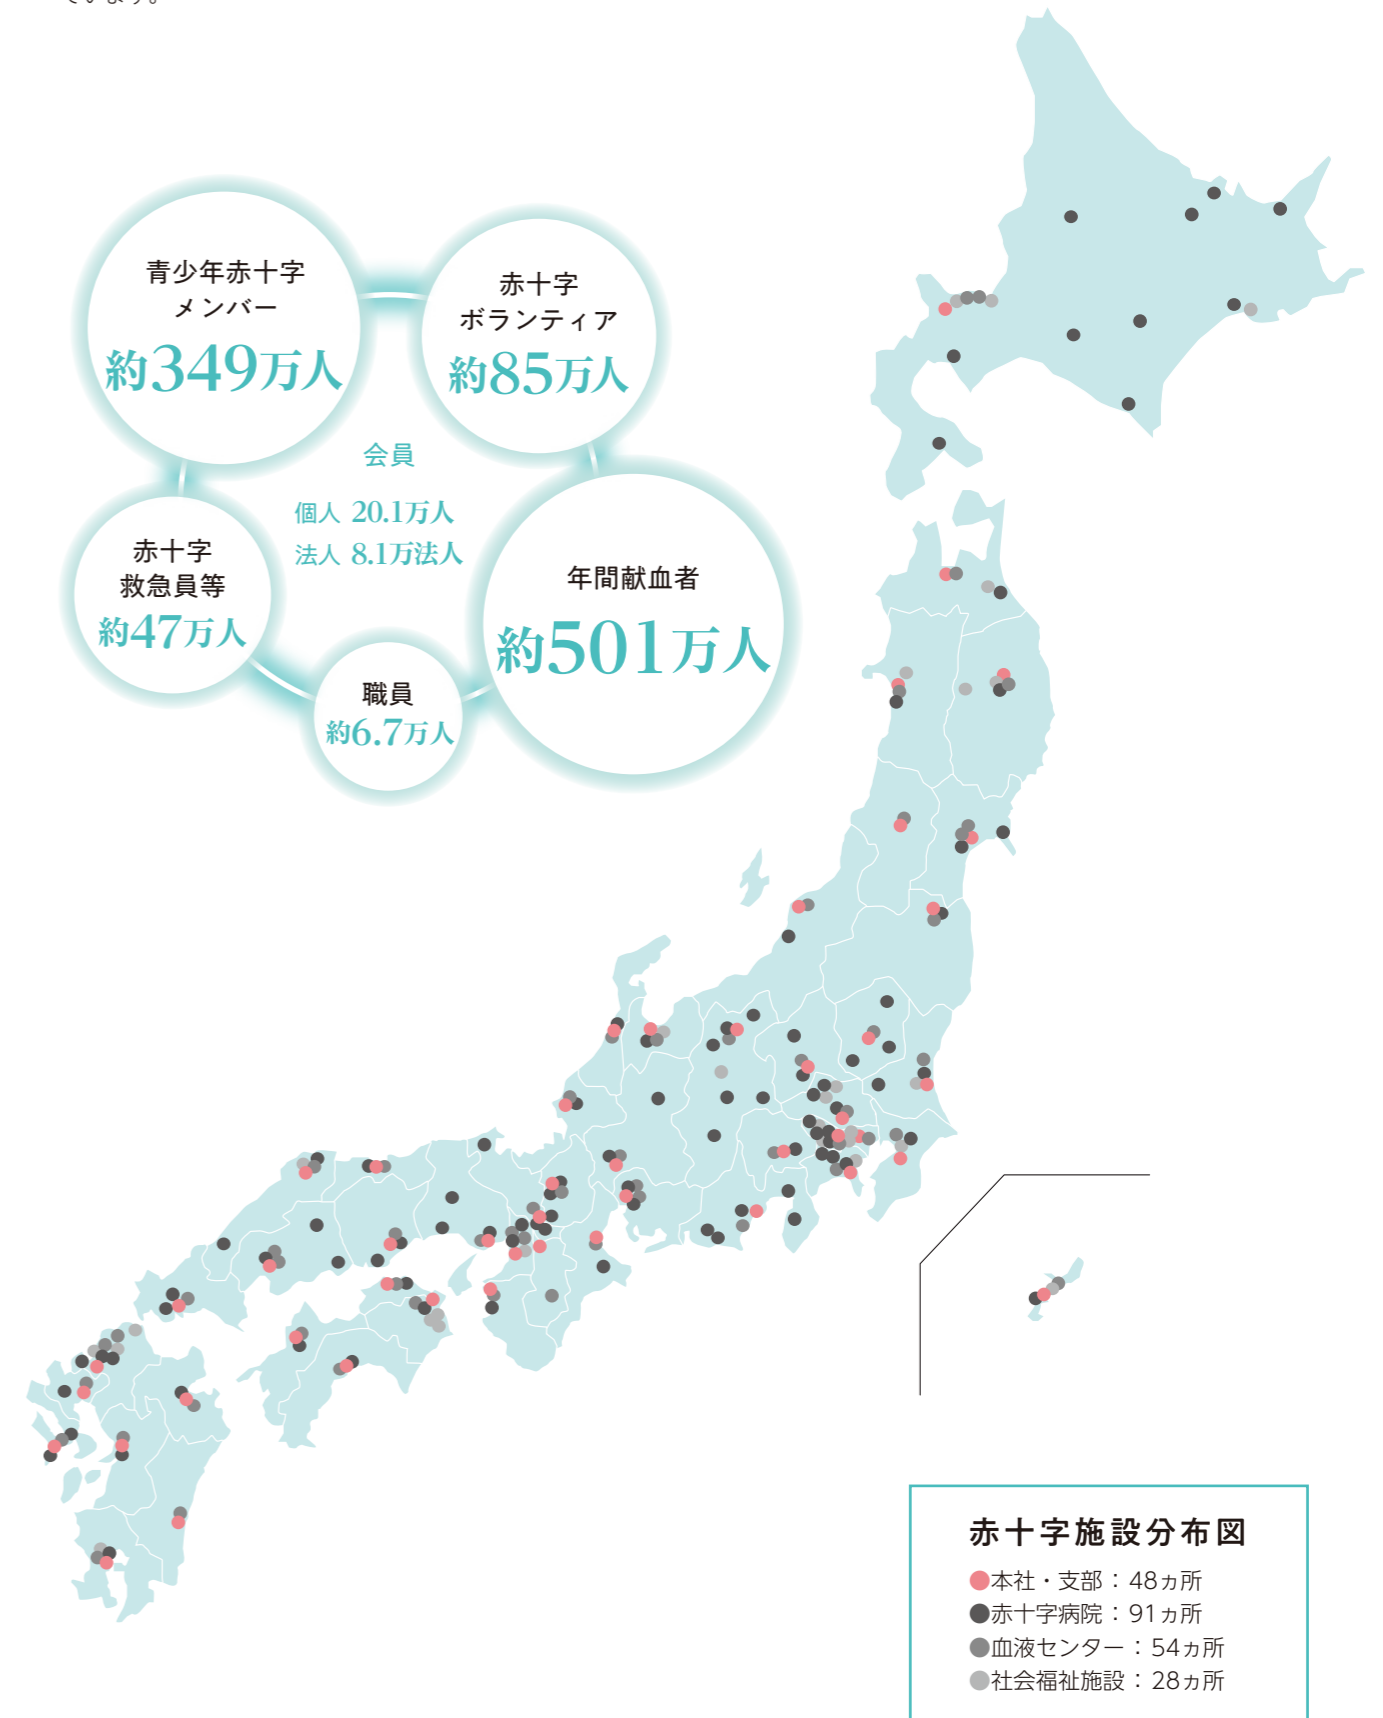 ています。
青少年赤十字
メンバー
約349万人
赤十字
ボランティア
約85万人
会員
個人 20.1万人
法人 8.1万法人
赤十字
救急員等
約47万人
年間献血者
約501万人
職員
約6.7万人
赤十字施設分布図
●本社・支部：48ヵ所
●赤十字病院：91ヵ所
●血液センター：54ヵ所
●社会福祉施設：28ヵ所